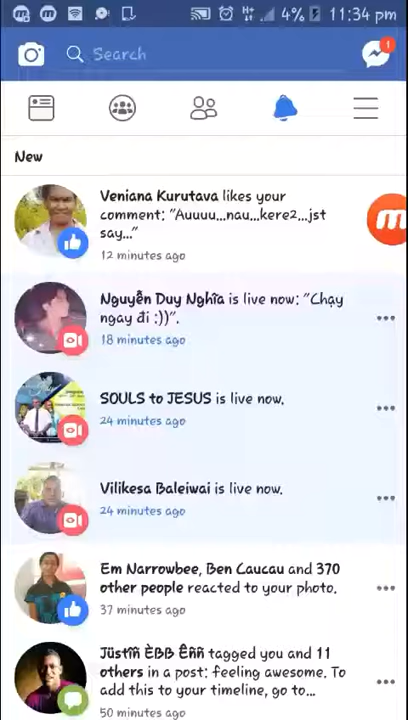 4% 11:34 pm
Search
1
New
Veniana Kurutava likes your
comment: "Auuuu...nau...kere2...jst
say..."
12 minutes ago
Nguyễn Duy Nghĩa is live now: "Chạy
ngay đi :))".
18 minutes ago
SOULS to JESUS is live now.
24 minutes ago
Vilikesa Baleiwai is live now.
24 minutes ago
Em Narrowbee, Ben Caucau and 370
other people reacted to your photo.
37 minutes ago
Jüstîñ ÈBB Êññ tagged you and 11
others in a post: feeling awesome. To
add this to your timeline, go to...
50 minutes ago